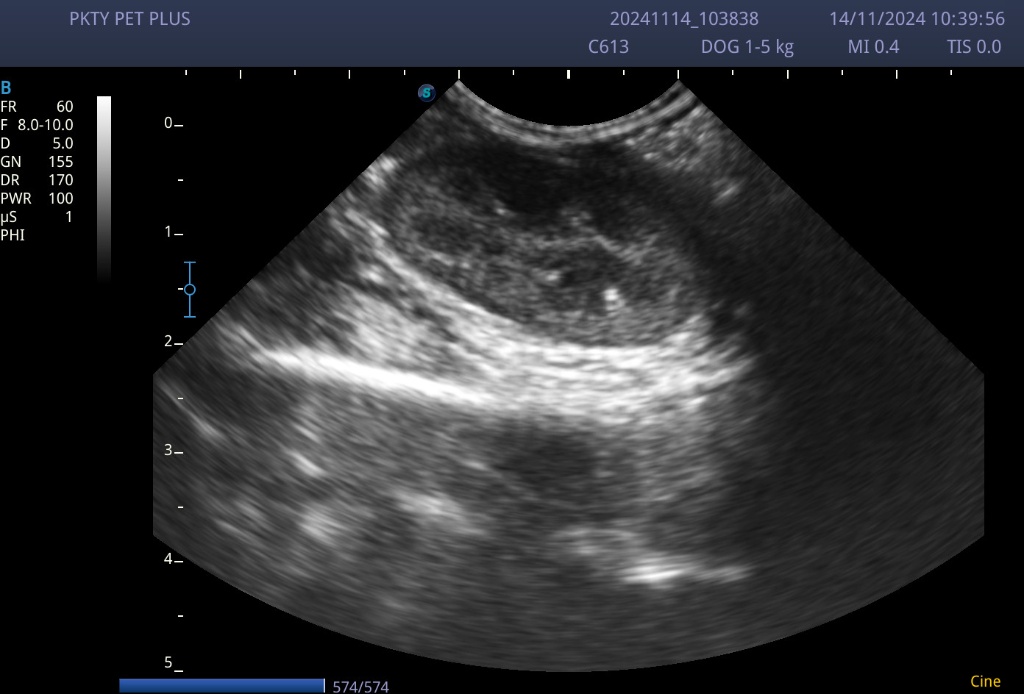 PKTY PET PLUS
20241114_103838
14/11/2024 10:39:56
C613
DOG 1-5 kg
MI 0.4
TIS 0.0
B
FR 60
F 8.0-10.0
D 5.0
GN 155
DR 170
PWR 100
µS 1
PHI
S
0
1
2
3
4
5
574/574
Cine